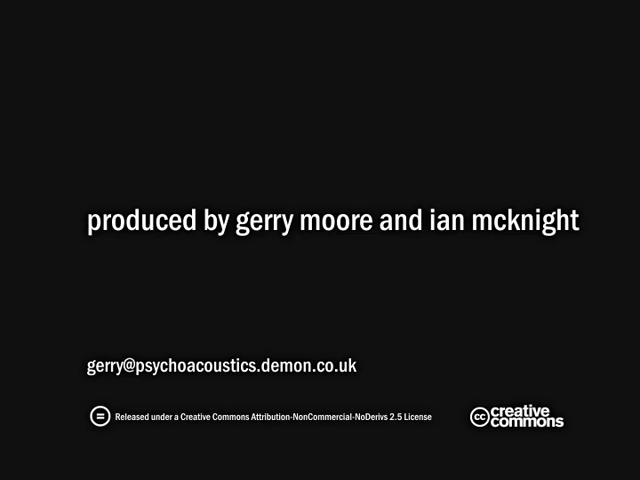 produced by gerry moore and ian mcknight
gerry@psychoacoustics.demon.co.uk
= Released under a Creative Commons Attribution-NonCommercial-NoDerivs 2.5 License
cc creative
commons